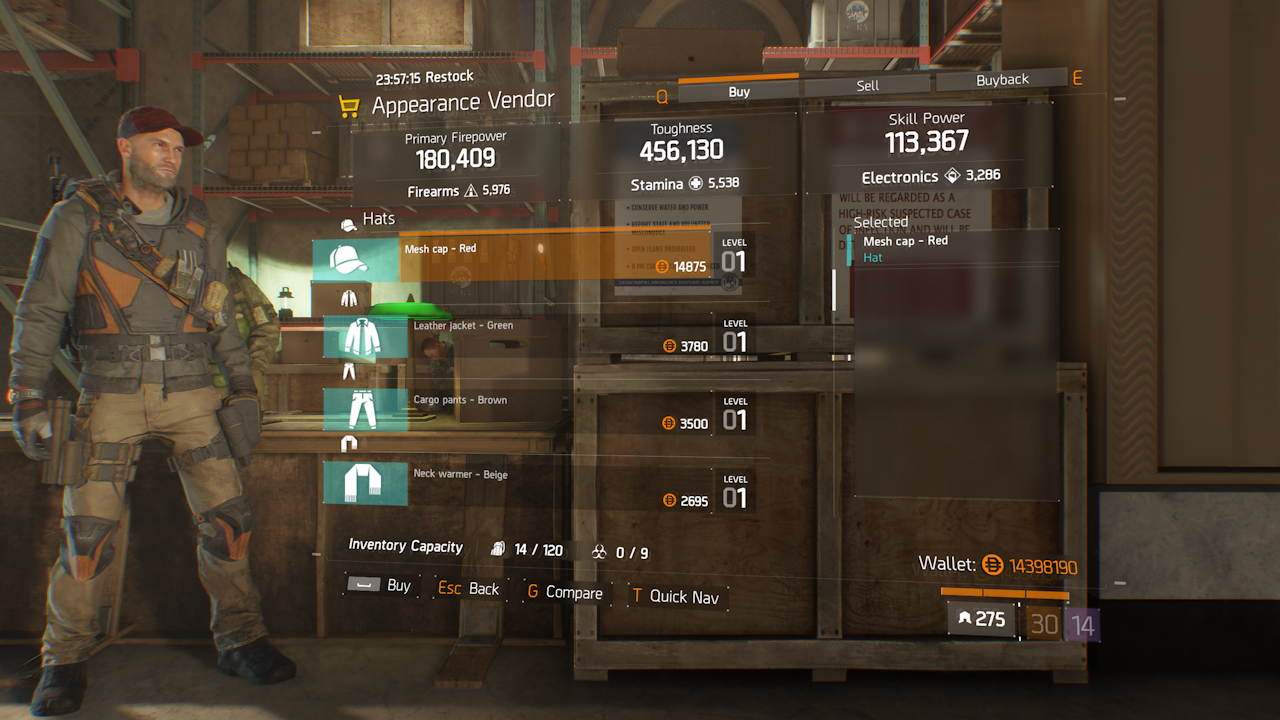 23:57:15 Restock
Appearance Vendor
Q
Buy
Sell
Buyback
E
Primary Firepower
180,409
Firearms 5,976
Toughness
456,130
Stamina 5,538
Skill Power
113,367
Electronics 3,286
• CONSERVE WATER AND POWER
WILL BE REGARDED AS A
HIGH-RISK SUSPECTED CASE
Hats
Selected
Mesh cap - Red
Hat
Mesh cap - Red
14875
LEVEL
01
Leather jacket - Green
3780
LEVEL
01
Cargo pants - Brown
3500
LEVEL
01
Neck warmer - Beige
2695
LEVEL
01
Inventory Capacity 14 / 120 0 / 9
Buy Esc Back G Compare T Quick Nav
Wallet: 14398190
275 30 14